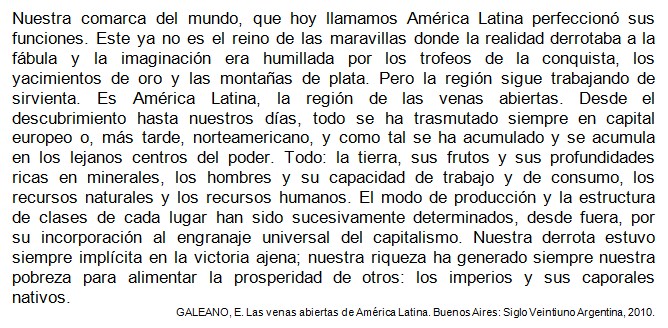 Nuestra comarca del mundo, que hoy llamamos América Latina perfeccionó sus
funciones. Este ya no es el reino de las maravillas donde la realidad derrotaba a la
fábula y la imaginación era humillada por los trofeos de la conquista, los
yacimientos de oro y las montañas de plata. Pero la región sigue trabajando de
sirvienta. Es América Latina, la región de las venas abiertas. Desde el
descubrimiento hasta nuestros días, todo se ha trasmutado siempre en capital
europeo o, más tarde, norteamericano, y como tal se ha acumulado y se acumula
en los lejanos centros del poder. Todo: la tierra, sus frutos y sus profundidades
ricas en minerales, los hombres y su capacidad de trabajo y de consumo, los
recursos naturales y los recursos humanos. El modo de producción y la estructura
de clases de cada lugar han sido sucesivamente determinados, desde fuera, por
su incorporación al engranaje universal del capitalismo. Nuestra derrota estuvo
siempre implícita en la victoria ajena; nuestra riqueza ha generado siempre nuestra
pobreza para alimentar la prosperidad de otros: los imperios y sus caporales
nativos.
GALEANO, E. Las venas abiertas de América Latina. Buenos Aires: Siglo Veintiuno Argentina, 2010.